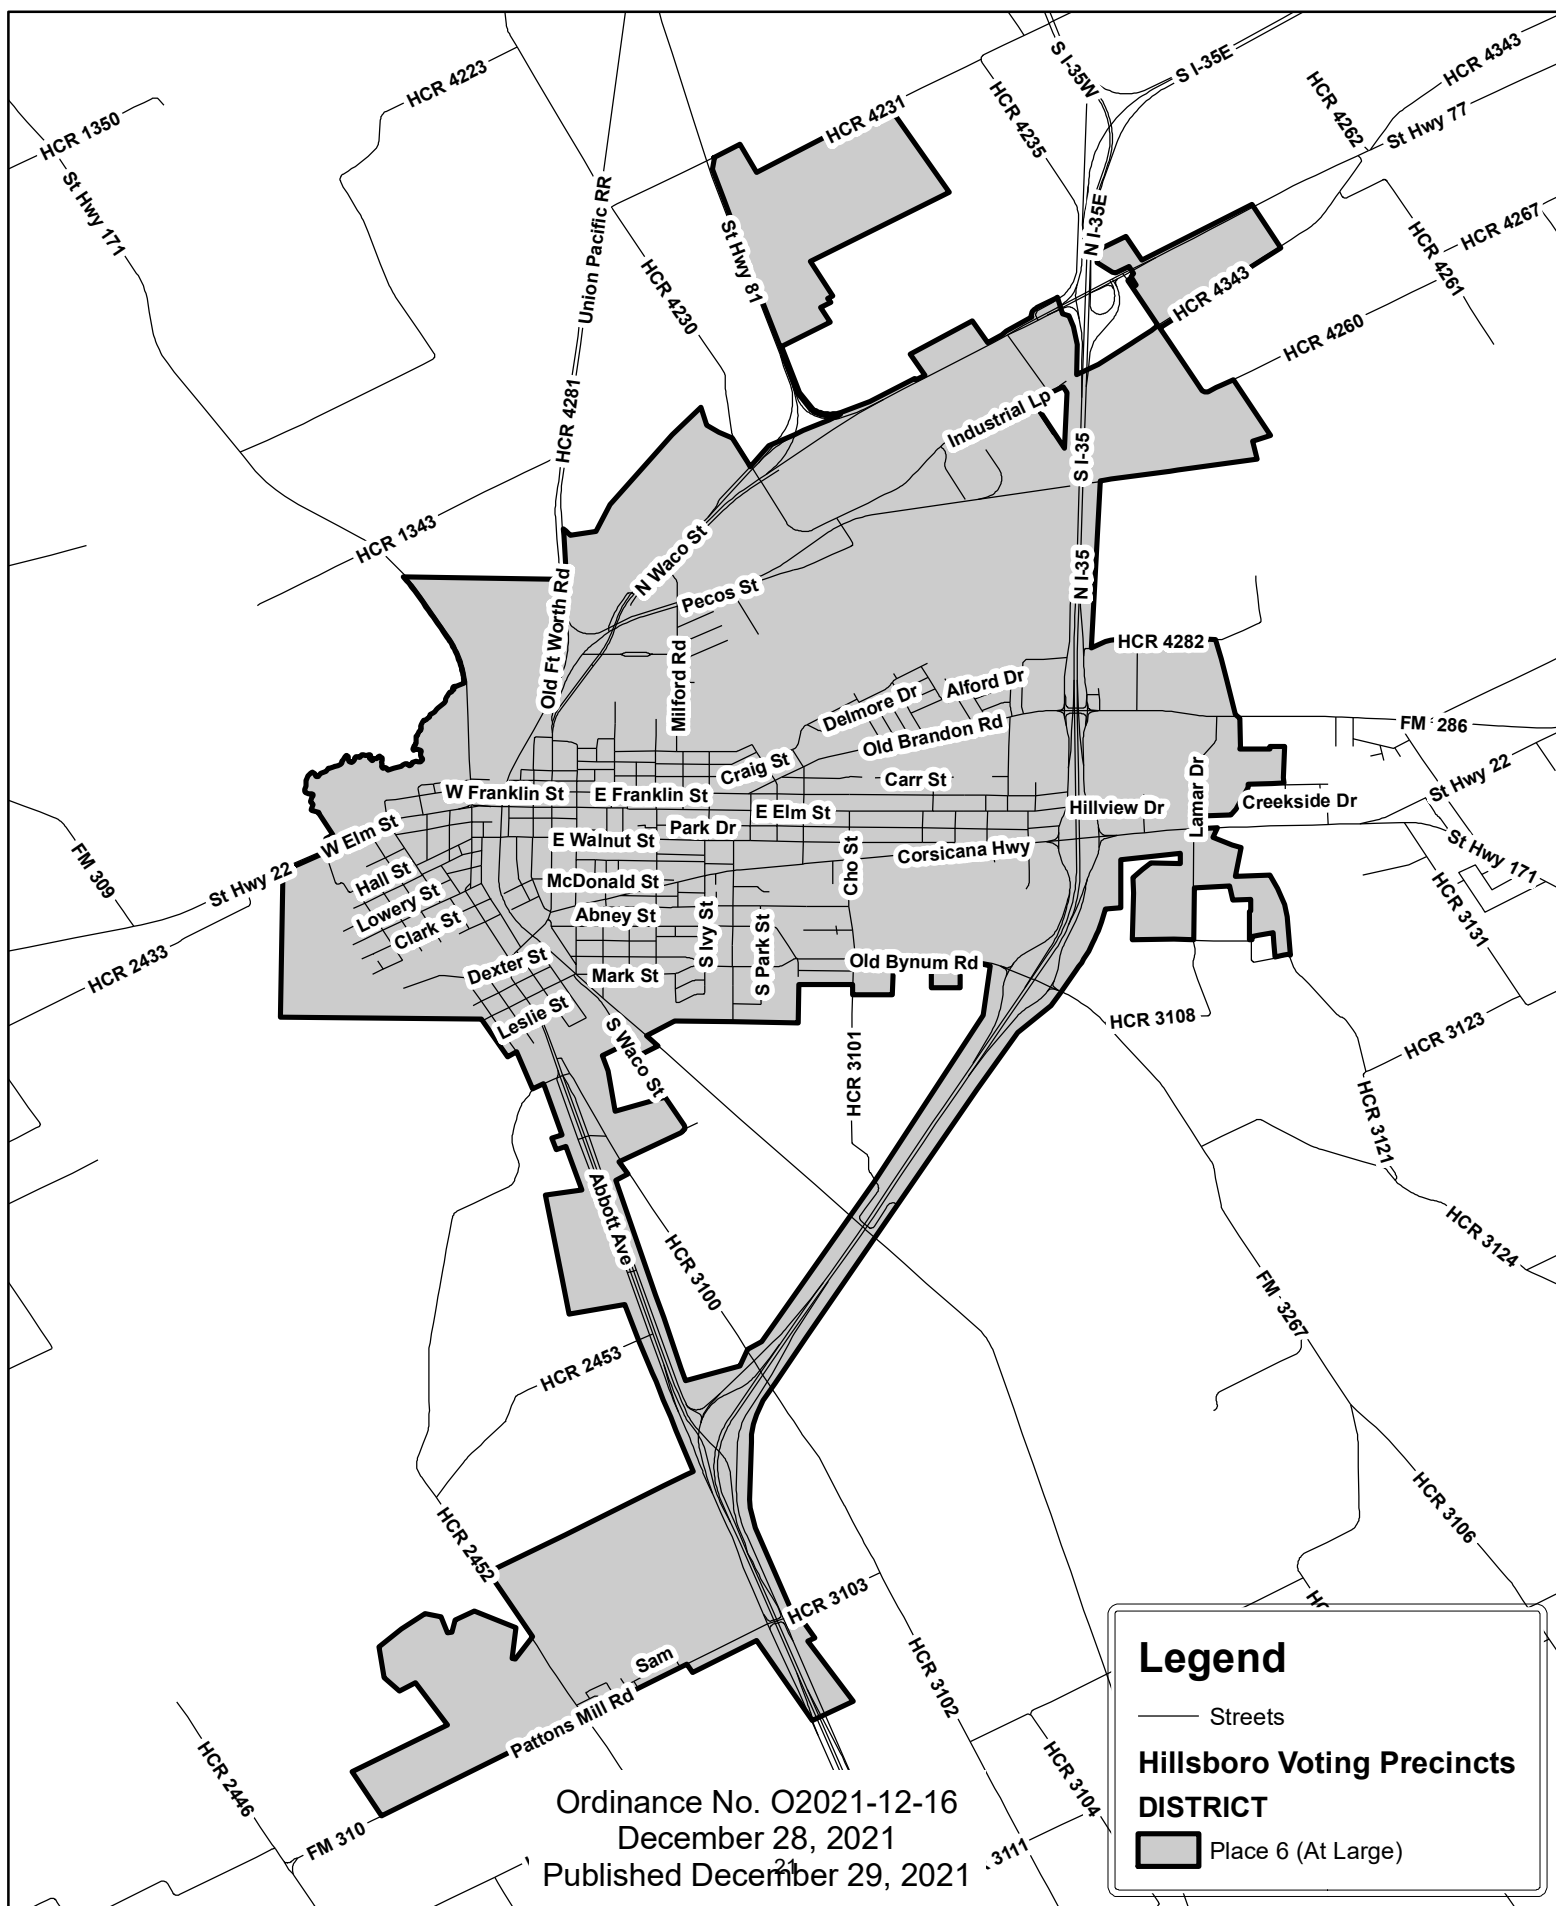 S I-35W
S I-35E
HCR 4343
HCR 4223
HCR 4262
HCR 1350
HCR 4231
HCR 4235
St Hwy 77
St Hwy 171
Union Pacific RR
N I-35E
HCR 4267
St Hwy 81
HCR 4261
HCR 4230
HCR 4343
HCR 4260
HCR 4281
Industrial Lp
S I-35
HCR 1343
N Waco St
N I-35
Pecos St
Old Ft Worth Rd
Milford Rd
HCR 4282
Alford Dr
Delmore Dr
Old Brandon Rd
FM 286
Craig St
Carr St
St Hwy 22
W Franklin St
E Franklin St
Lamar Dr
Creekside Dr
E Elm St
Hillview Dr
W Elm St
Park Dr
E Walnut St
Corsicana Hwy
St Hwy 171
FM 309
Cho St
Hall St
McDonald St
St Hwy 22
Lowery St
Abney St
HCR 3131
Clark St
S Ivy St
S Park St
HCR 2433
Dexter St
Mark St
Old Bynum Rd
Leslie St
HCR 3108
HCR 3123
S Waco St
HCR 3101
HCR 3121
Abbott Ave
HCR 3124
HCR 3100
FM 3267
HCR 2453
HCR 3106
HCR 2452
HCR 3103
Sam
HCR 3102
Pattons Mill Rd
HCR 2446
HCR 3104
FM 310
3111
Ordinance No. O2021-12-16
December 28, 2021
Published December 29, 2021
21
Legend
Streets
Hillsboro Voting Precincts
DISTRICT
Place 6 (At Large)